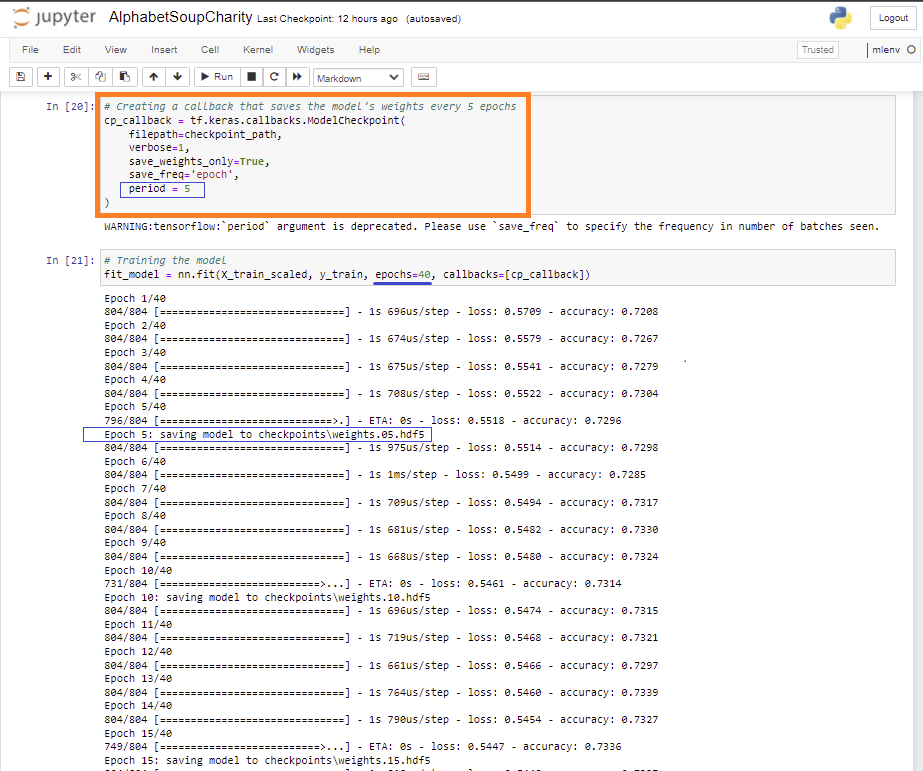 jupyter AlphabetSoupCharity Last Checkpoint: 12 hours ago (autosaved) Logout
File Edit View Insert Cell Kernel Widgets Help Trusted mlenv
Run Markdown
In [20]: # Creating a callback that saves the model's weights every 5 epochs
cp_callback = tf.keras.callbacks.ModelCheckpoint(
filepath=checkpoint_path,
verbose=1,
save_weights_only=True,
save_freq='epoch',
period = 5
)
WARNING:tensorflow:`period` argument is deprecated. Please use `save_freq` to specify the frequency in number of batches seen.
In [21]: # Training the model
fit_model = nn.fit(X_train_scaled, y_train, epochs=40, callbacks=[cp_callback])
Epoch 1/40
804/804 [==============================] - 1s 696us/step - loss: 0.5709 - accuracy: 0.7208
Epoch 2/40
804/804 [==============================] - 1s 674us/step - loss: 0.5579 - accuracy: 0.7267
Epoch 3/40
804/804 [==============================] - 1s 675us/step - loss: 0.5541 - accuracy: 0.7279
Epoch 4/40
804/804 [==============================] - 1s 708us/step - loss: 0.5522 - accuracy: 0.7304
Epoch 5/40
796/804 [============================>.] - ETA: 0s - loss: 0.5518 - accuracy: 0.7296
Epoch 5: saving model to checkpoints\weights.05.hdf5
804/804 [==============================] - 1s 975us/step - loss: 0.5514 - accuracy: 0.7298
Epoch 6/40
804/804 [==============================] - 1s 1ms/step - loss: 0.5499 - accuracy: 0.7285
Epoch 7/40
804/804 [==============================] - 1s 709us/step - loss: 0.5494 - accuracy: 0.7317
Epoch 8/40
804/804 [==============================] - 1s 681us/step - loss: 0.5482 - accuracy: 0.7330
Epoch 9/40
804/804 [==============================] - 1s 668us/step - loss: 0.5480 - accuracy: 0.7324
Epoch 10/40
731/804 [==========================>...] - ETA: 0s - loss: 0.5461 - accuracy: 0.7314
Epoch 10: saving model to checkpoints\weights.10.hdf5
804/804 [==============================] - 1s 696us/step - loss: 0.5474 - accuracy: 0.7315
Epoch 11/40
804/804 [==============================] - 1s 719us/step - loss: 0.5468 - accuracy: 0.7321
Epoch 12/40
804/804 [==============================] - 1s 661us/step - loss: 0.5466 - accuracy: 0.7297
Epoch 13/40
804/804 [==============================] - 1s 764us/step - loss: 0.5460 - accuracy: 0.7339
Epoch 14/40
804/804 [==============================] - 1s 790us/step - loss: 0.5454 - accuracy: 0.7327
Epoch 15/40
749/804 [==========================>...] - ETA: 0s - loss: 0.5447 - accuracy: 0.7336
Epoch 15: saving model to checkpoints\weights.15.hdf5